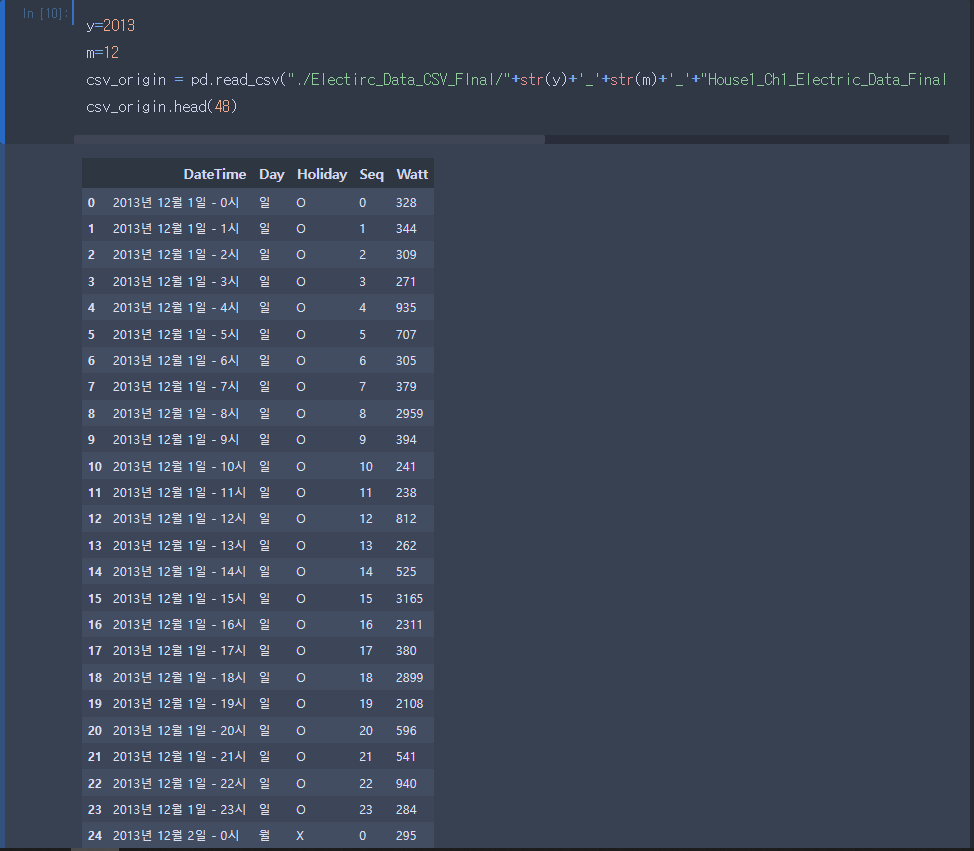 In [10]:
y=2013
m=12
csv_origin = pd.read_csv("./Electirc_Data_CSV_FInal/"+str(y)+'_'+str(m)+'_'+"House1_Ch1_Electric_Data_Final
csv_origin.head(48)
DateTime Day Holiday Seq Watt
0 2013년 12월 1일 - 0시 일 O 0 328
1 2013년 12월 1일 - 1시 일 O 1 344
2 2013년 12월 1일 - 2시 일 O 2 309
3 2013년 12월 1일 - 3시 일 O 3 271
4 2013년 12월 1일 - 4시 일 O 4 935
5 2013년 12월 1일 - 5시 일 O 5 707
6 2013년 12월 1일 - 6시 일 O 6 305
7 2013년 12월 1일 - 7시 일 O 7 379
8 2013년 12월 1일 - 8시 일 O 8 2959
9 2013년 12월 1일 - 9시 일 O 9 394
10 2013년 12월 1일 - 10시 일 O 10 241
11 2013년 12월 1일 - 11시 일 O 11 238
12 2013년 12월 1일 - 12시 일 O 12 812
13 2013년 12월 1일 - 13시 일 O 13 262
14 2013년 12월 1일 - 14시 일 O 14 525
15 2013년 12월 1일 - 15시 일 O 15 3165
16 2013년 12월 1일 - 16시 일 O 16 2311
17 2013년 12월 1일 - 17시 일 O 17 380
18 2013년 12월 1일 - 18시 일 O 18 2899
19 2013년 12월 1일 - 19시 일 O 19 2108
20 2013년 12월 1일 - 20시 일 O 20 596
21 2013년 12월 1일 - 21시 일 O 21 541
22 2013년 12월 1일 - 22시 일 O 22 940
23 2013년 12월 1일 - 23시 일 O 23 284
24 2013년 12월 2일 - 0시 월 X 0 295